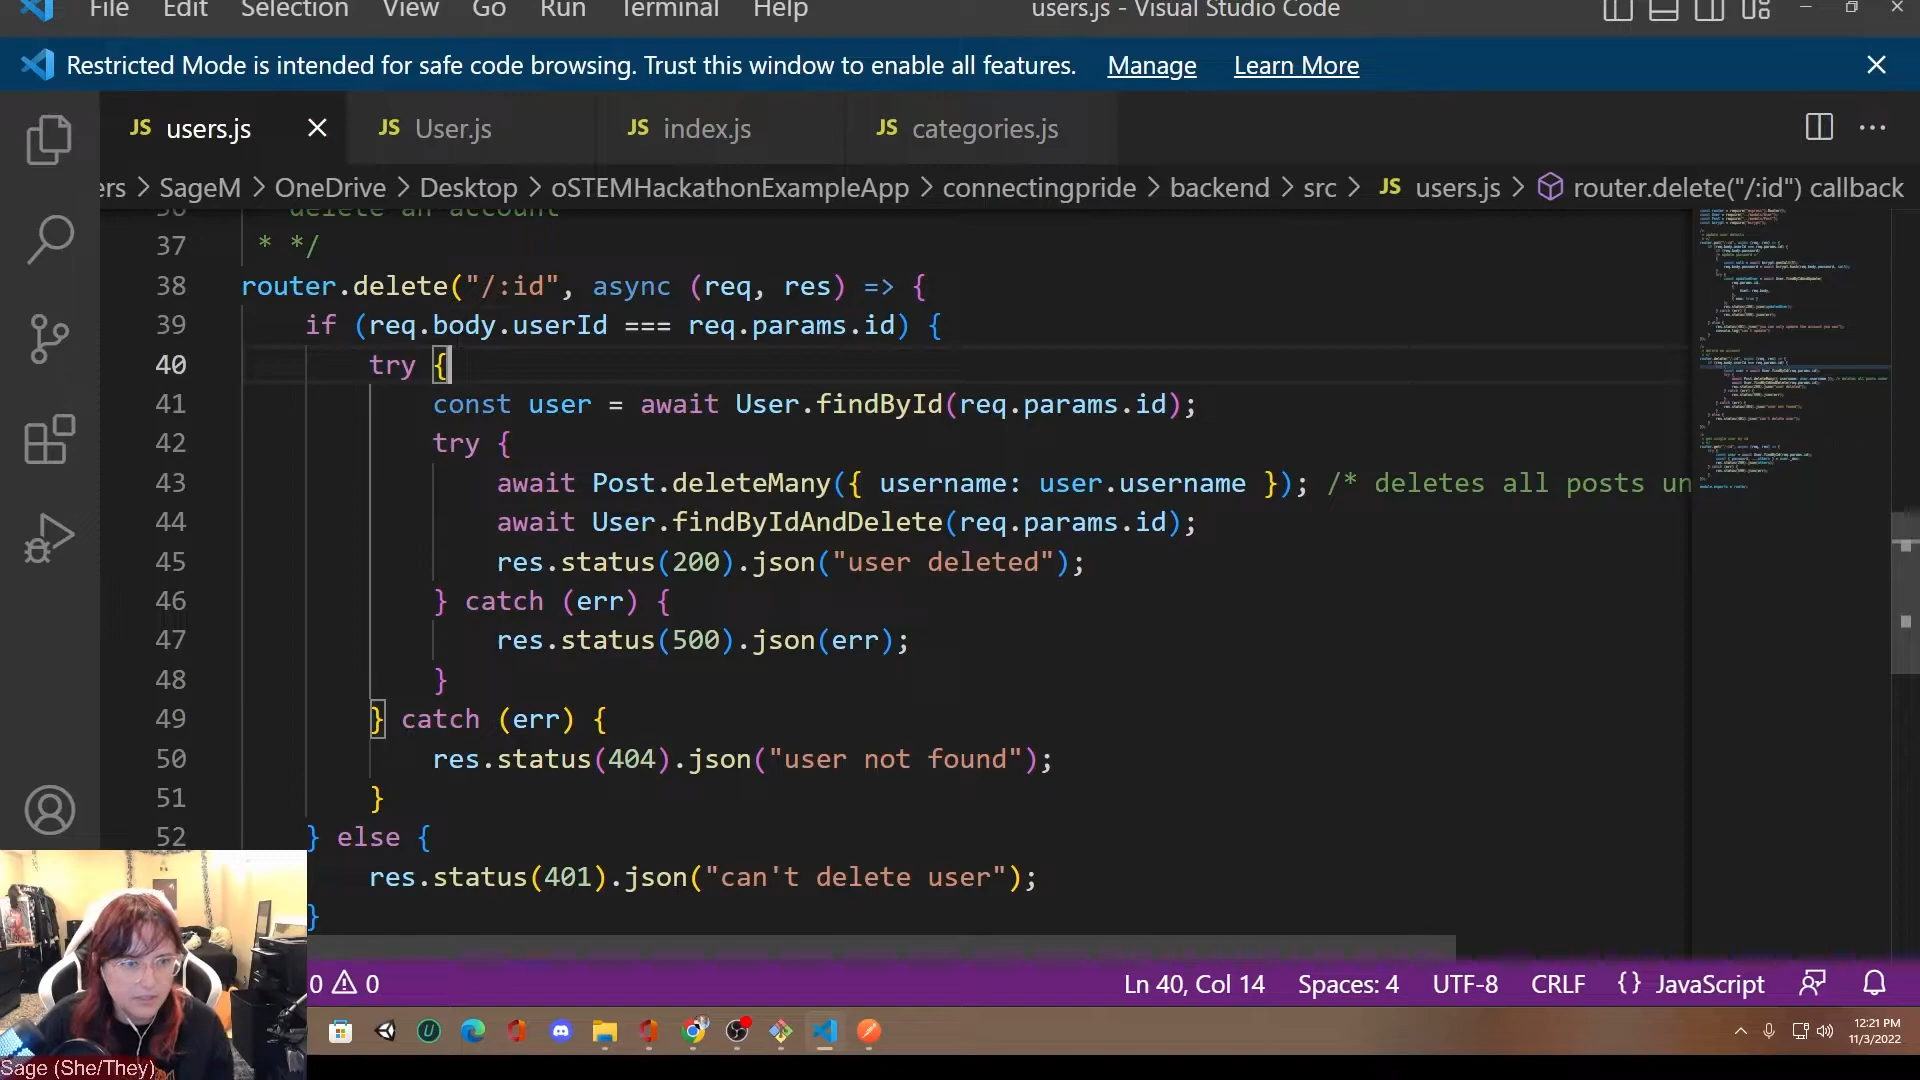 File Edit Selection View Go Run Terminal Help users.js - Visual Studio Code
Restricted Mode is intended for safe code browsing. Trust this window to enable all features. Manage Learn More
JS users.js JS User.js JS index.js JS categories.js
ers > SageM > OneDrive > Desktop > oSTEMHackathonExampleApp > connectingpride > backend > src > JS users.js > router.delete("/:id") callback
36 delete an account
37 * */
38 router.delete("/:id", async (req, res) => {
39 if (req.body.userId === req.params.id) {
40 try {
41 const user = await User.findById(req.params.id);
42 try {
43 await Post.deleteMany({ username: user.username }); /* deletes all posts un
44 await User.findByIdAndDelete(req.params.id);
45 res.status(200).json("user deleted");
46 } catch (err) {
47 res.status(500).json(err);
48 }
49 } catch (err) {
50 res.status(404).json("user not found");
51 }
52 } else {
res.status(401).json("can't delete user");
}
0 0 Ln 40, Col 14 Spaces: 4 UTF-8 CRLF {} JavaScript
12:21 PM
11/3/2022
Sage (She/They)